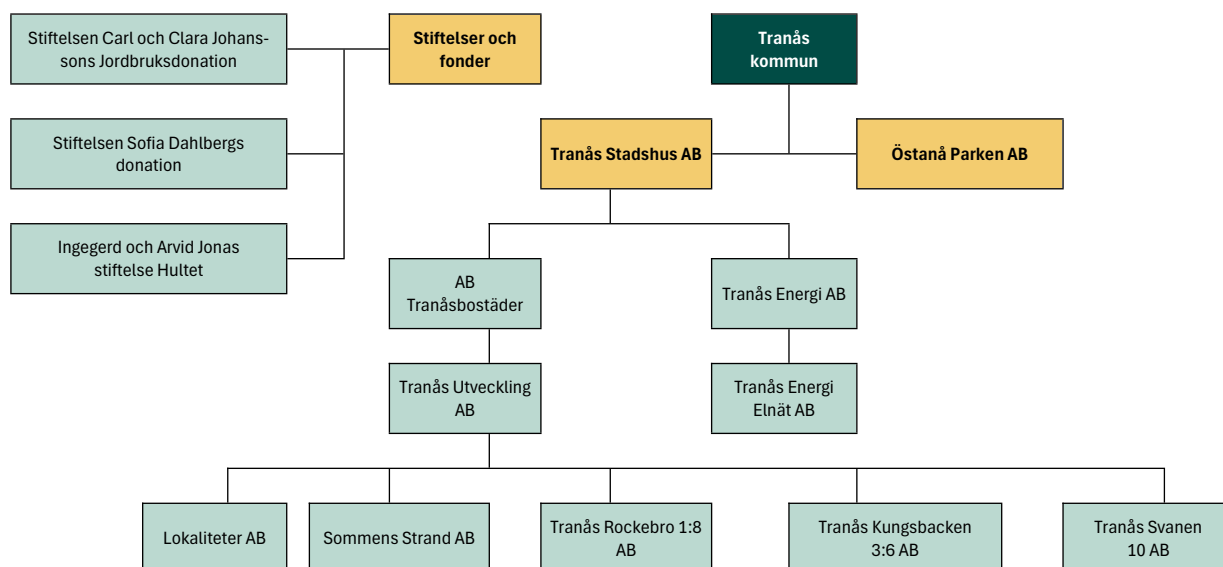 Stiftelsen Carl och Clara Johans-
sons Jordbruksdonation
Stiftelser och
fonder
Tranås
kommun
Stiftelsen Sofia Dahlbergs
donation
Tranås Stadshus AB
Östanå Parken AB
Ingegerd och Arvid Jonas
stiftelse Hultet
AB
Tranåsbostäder
Tranås Energi AB
Tranås Utveckling
AB
Tranås Energi
Elnät AB
Lokaliteter AB
Sommens Strand AB
Tranås Rockebro 1:8
AB
Tranås Kungsbacken
3:6 AB
Tranås Svanen
10 AB